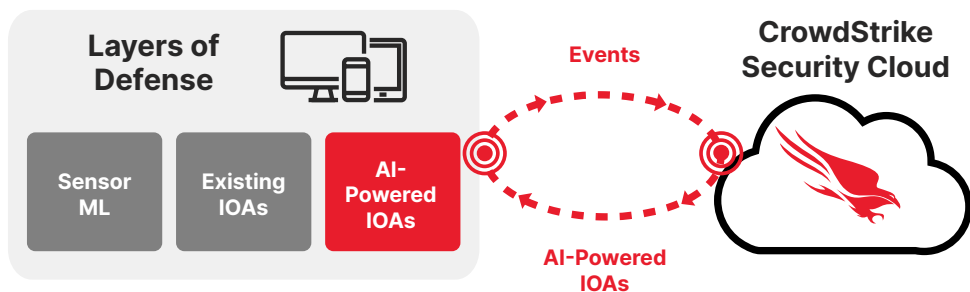 Layers of
Defense
Sensor
ML
Existing
IOAs
AI-
Powered
IOAs
Events
AI-Powered
IOAs
CrowdStrike
Security Cloud